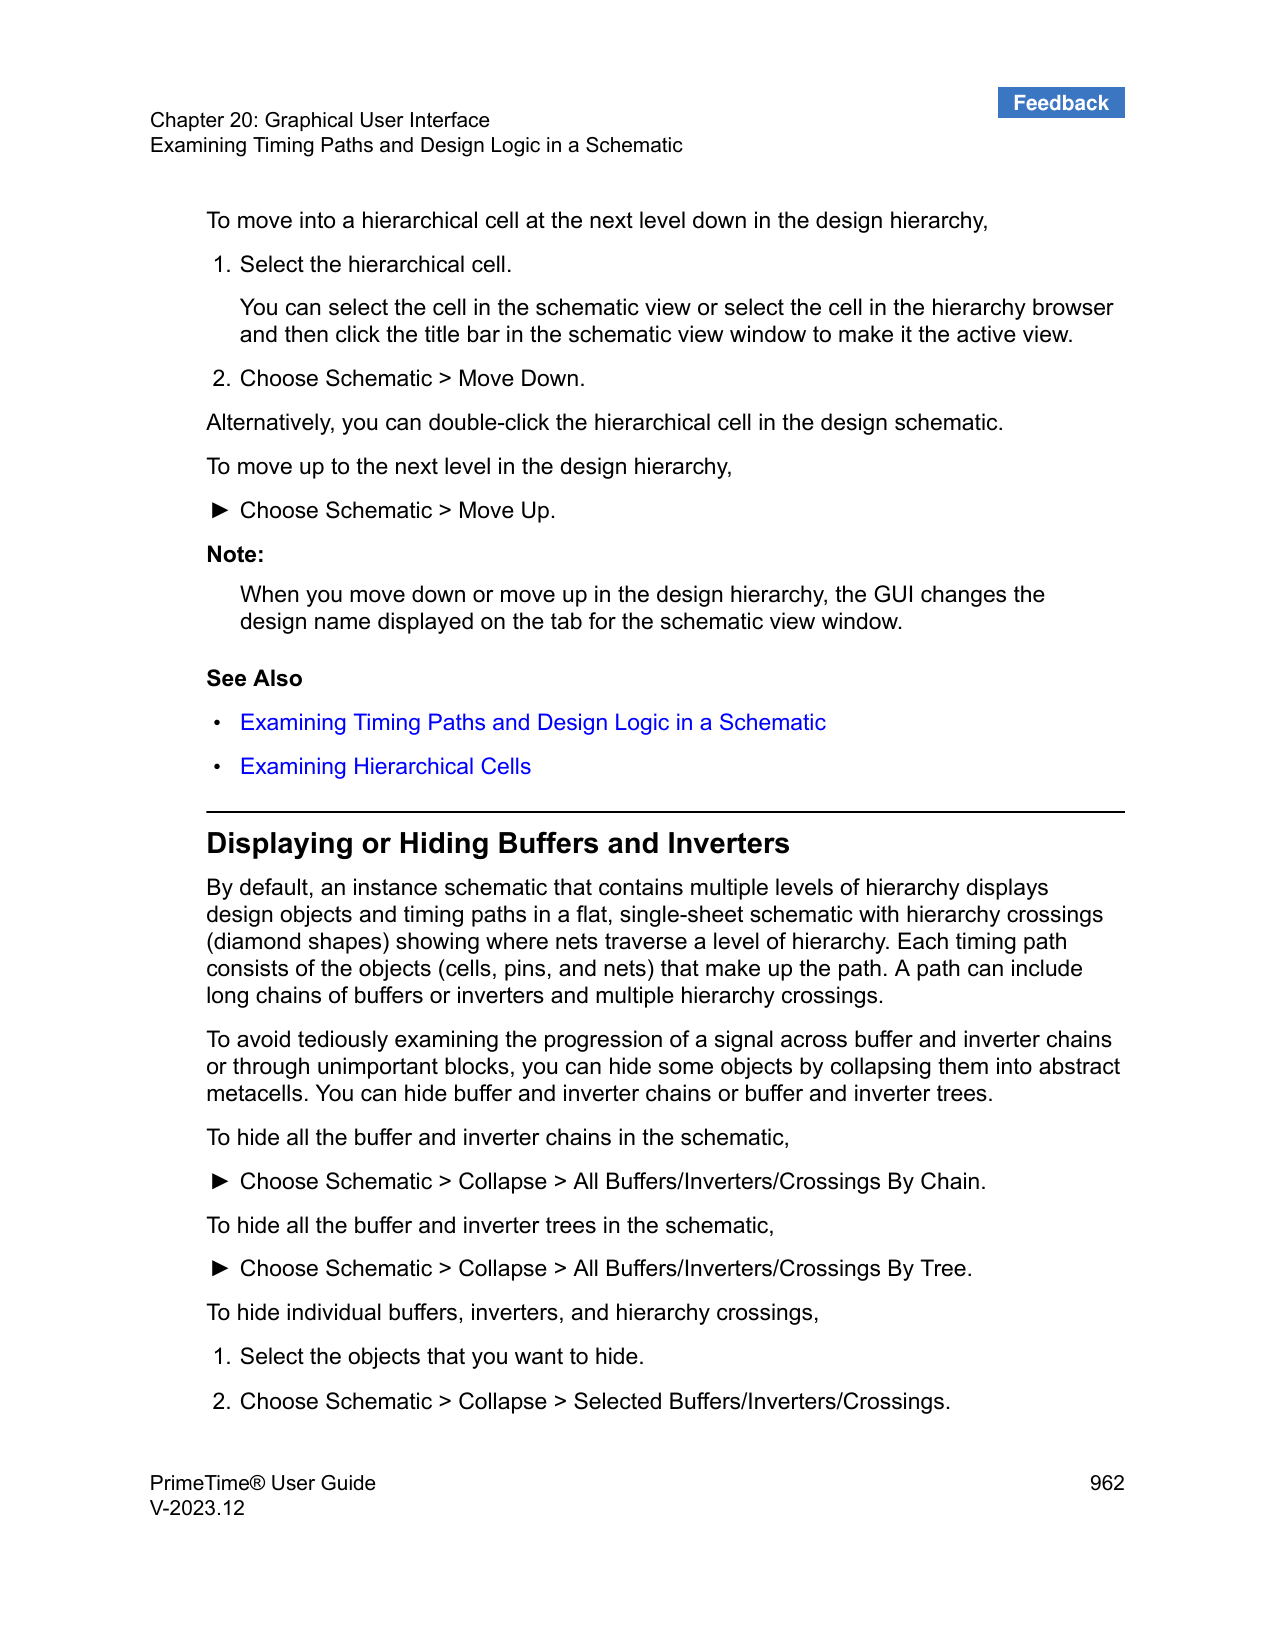 Feedback
Chapter 20: Graphical User Interface
Examining Timing Paths and Design Logic in a Schematic
To move into a hierarchical cell at the next level down in the design hierarchy,
1. Select the hierarchical cell.
You can select the cell in the schematic view or select the cell in the hierarchy browser
and then click the title bar in the schematic view window to make it the active view.
2. Choose Schematic > Move Down.
Alternatively, you can double-click the hierarchical cell in the design schematic.
To move up to the next level in the design hierarchy,
► Choose Schematic > Move Up.
Note:
When you move down or move up in the design hierarchy, the GUI changes the
design name displayed on the tab for the schematic view window.
See Also
• Examining Timing Paths and Design Logic in a Schematic
• Examining Hierarchical Cells
Displaying or Hiding Buffers and Inverters
By default, an instance schematic that contains multiple levels of hierarchy displays
design objects and timing paths in a flat, single-sheet schematic with hierarchy crossings
(diamond shapes) showing where nets traverse a level of hierarchy. Each timing path
consists of the objects (cells, pins, and nets) that make up the path. A path can include
long chains of buffers or inverters and multiple hierarchy crossings.
To avoid tediously examining the progression of a signal across buffer and inverter chains
or through unimportant blocks, you can hide some objects by collapsing them into abstract
metacells. You can hide buffer and inverter chains or buffer and inverter trees.
To hide all the buffer and inverter chains in the schematic,
► Choose Schematic > Collapse > All Buffers/Inverters/Crossings By Chain.
To hide all the buffer and inverter trees in the schematic,
► Choose Schematic > Collapse > All Buffers/Inverters/Crossings By Tree.
To hide individual buffers, inverters, and hierarchy crossings,
1. Select the objects that you want to hide.
2. Choose Schematic > Collapse > Selected Buffers/Inverters/Crossings.
PrimeTime® User Guide 962
V-2023.12